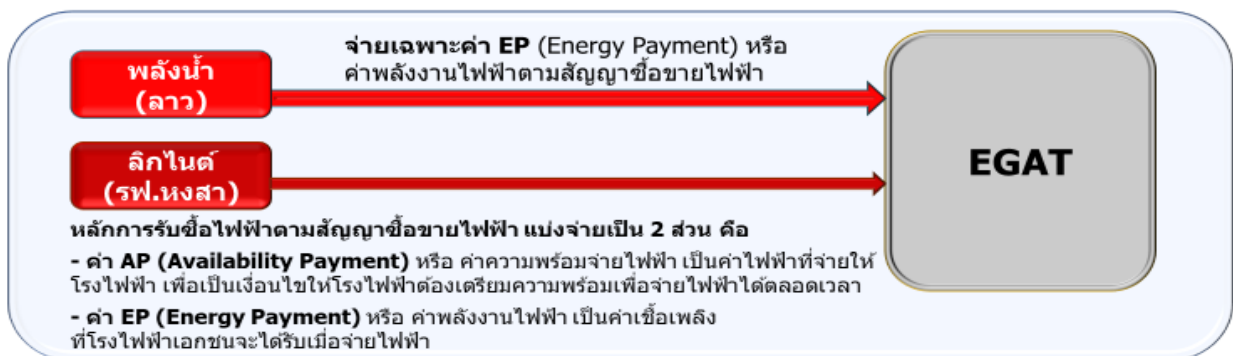 จ่ายเฉพาะค่า EP (Energy Payment) หรือ
ค่าพลังงานไฟฟ้าตามสัญญาซื้อขายไฟฟ้า
พลังน้ำ
(ลาว)
EGAT
ลิกไนต์
(รฟ.หงสา)
หลักการรับซื้อไฟฟ้าตามสัญญาซื้อขายไฟฟ้า แบ่งจ่ายเป็น 2 ส่วน คือ
- ค่า AP (Availability Payment) หรือ ค่าความพร้อมจ่ายไฟฟ้า เป็นค่าไฟฟ้าที่จ่ายให้
โรงไฟฟ้า เพื่อเป็นเงื่อนไขให้โรงไฟฟ้าต้องเตรียมความพร้อมเพื่อจ่ายไฟฟ้าได้ตลอดเวลา
- ค่า EP (Energy Payment) หรือ ค่าพลังงานไฟฟ้า เป็นค่าเชื้อเพลิง
ที่โรงไฟฟ้าเอกชนจะได้รับเมื่อจ่ายไฟฟ้า